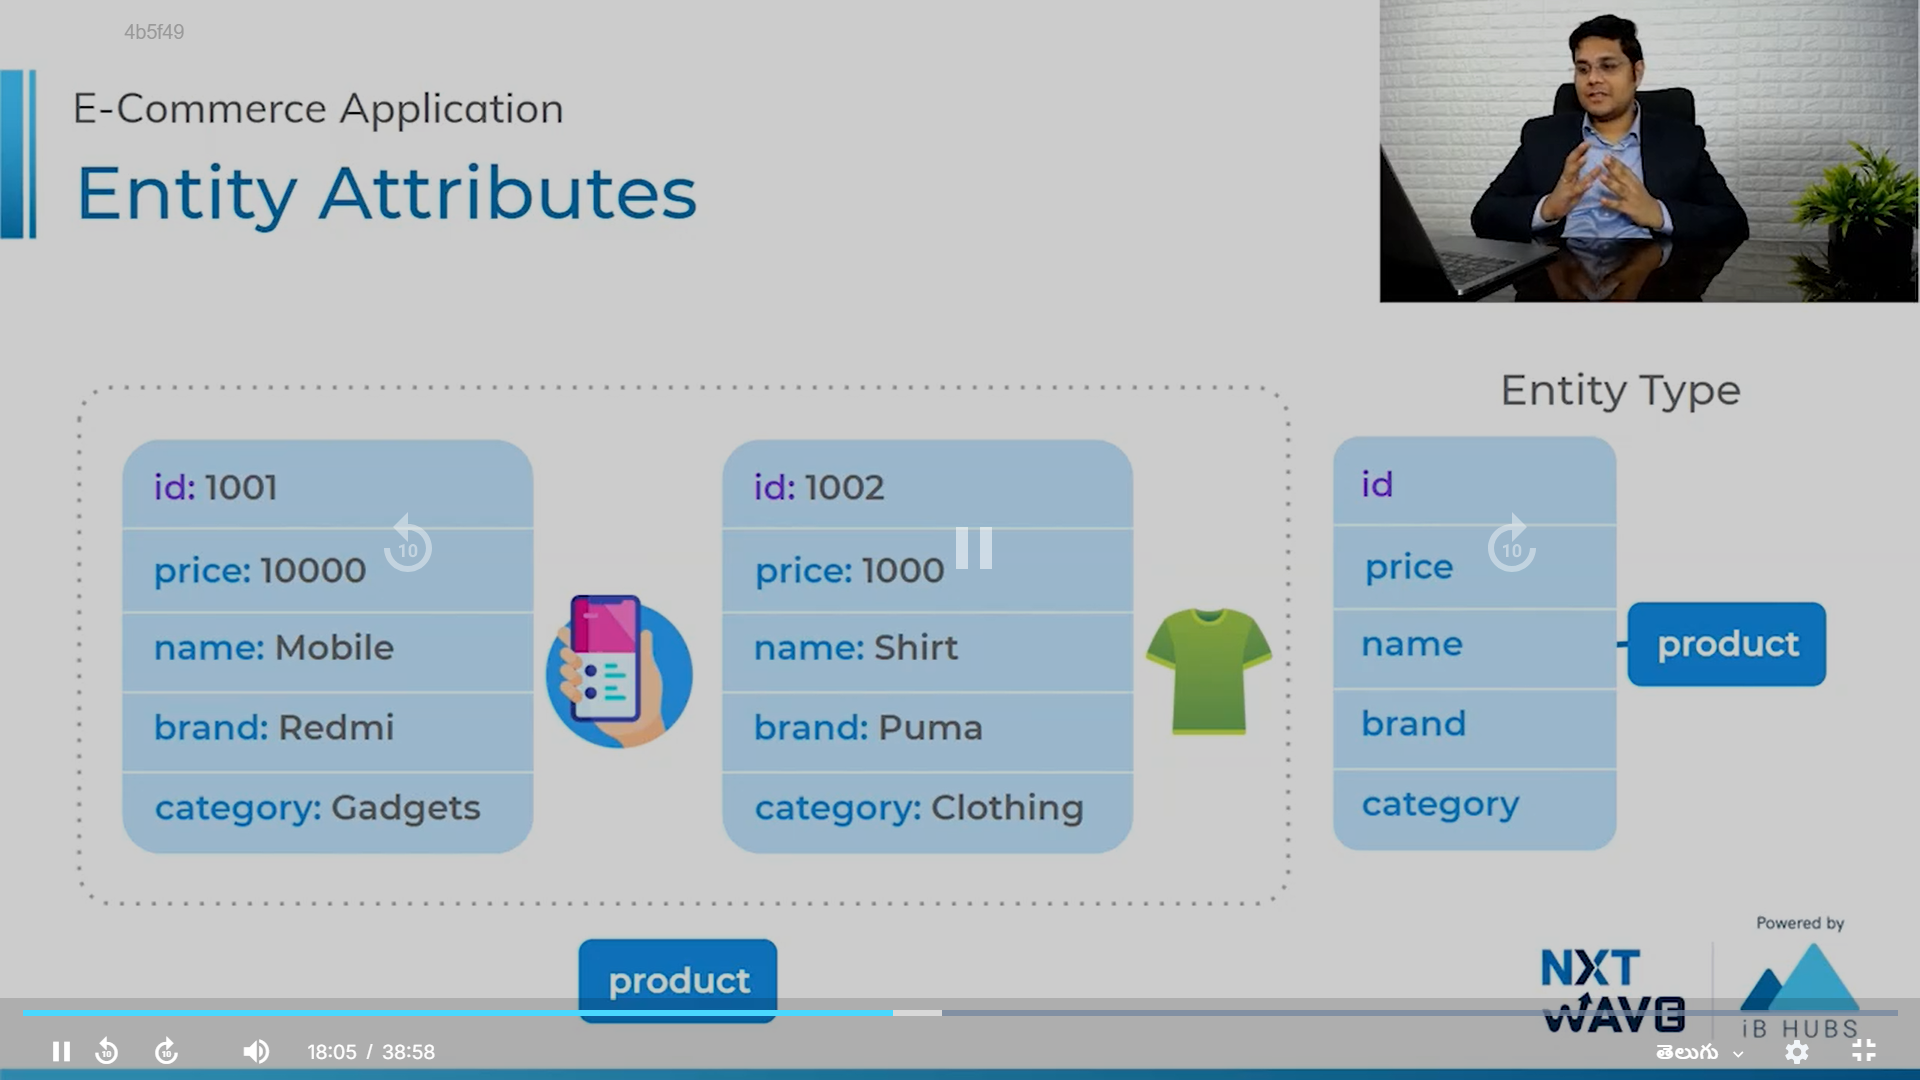 4b5f49
E-Commerce Application
Entity Attributes
Entity Type
id: 1001
price: 10000
name: Mobile
brand: Redmi
category: Gadgets
id: 1002
price: 1000
name: Shirt
brand: Puma
category: Clothing
id
price
name
brand
category
product
product
10
10
Powered by
NXT
WAVE
iB HUBS
10
10
18:05 / 38:58
తెలుగు